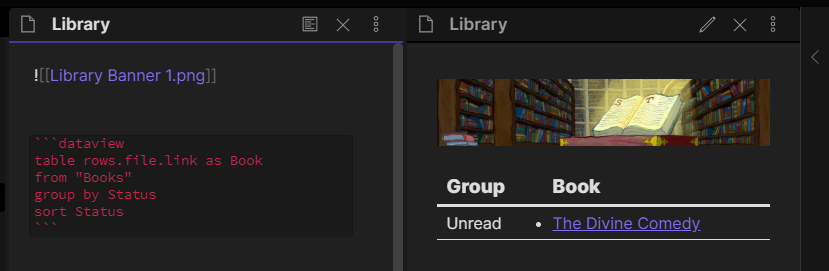 Library
![[Library Banner 1.png]]
```dataview
table rows.file.link as Book
from "Books"
group by Status
sort Status
```
Library
S T
Group Book
Unread • The Divine Comedy